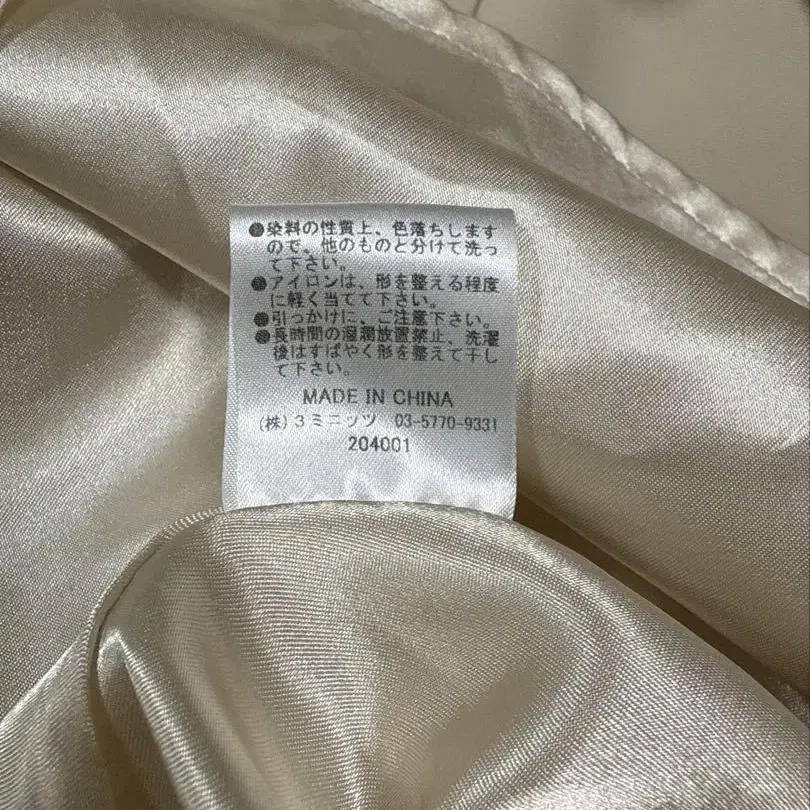 ●染料の性質上、色落ちします
ので、他のものと分けて洗っ
て下さい。
●アイロンは、形を整える程度
に軽く当てて下さい。
●引っかけに、ご注意下さい。
●長時間の湿潤放置禁止、洗濯
後はすばやく形を整えて干し
て下さい。
MADE IN CHINA
(株)3ミニッツ 03-5770-9331
204001